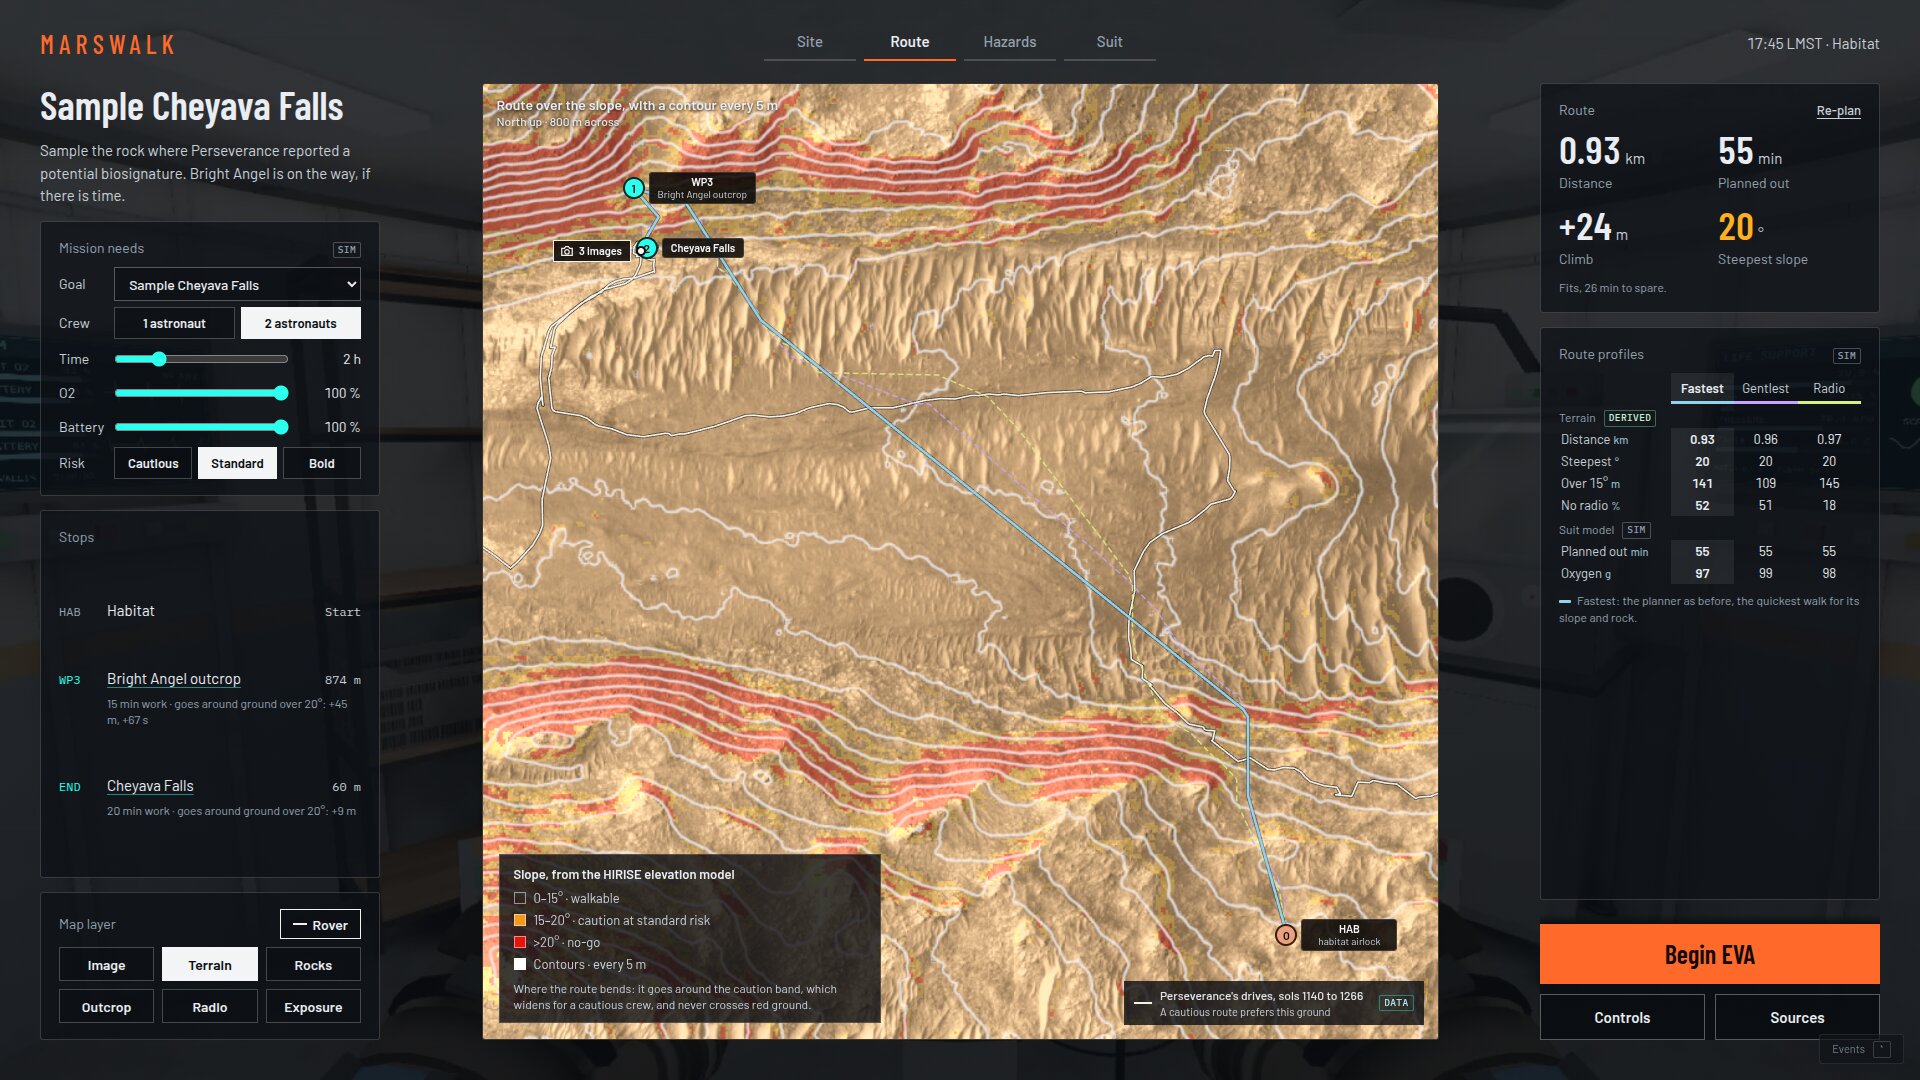 MARSWALK
Site
Route
Hazards
Suit
17:45 LMST · Habitat
Sample Cheyava Falls
Sample the rock where Perseverance reported a
potential biosignature. Bright Angel is on the way, if
there is time.
Mission needs
SIM
Goal
Sample Cheyava Falls
Crew
1 astronaut
2 astronauts
Time
2 h
O2
100 %
Battery
100 %
Risk
Cautious
Standard
Bold
Stops
HAB Habitat Start
WP3 Bright Angel outcrop 874 m
15 min work · goes around ground over 20°: +45
m, +67 s
END Cheyava Falls 60 m
20 min work · goes around ground over 20°: +9 m
Map layer
Rover
Image
Terrain
Rocks
Outcrop
Radio
Exposure
Route over the slope, with a contour every 5 m
North up · 800 m across
1
WP3
Bright Angel outcrop
3 images
2
Cheyava Falls
0
HAB
habitat airlock
Slope, from the HIRISE elevation model
0–15° · walkable
15–20° · caution at standard risk
>20° · no-go
Contours · every 5 m
Where the route bends: it goes around the caution band, which
widens for a cautious crew, and never crosses red ground.
Perseverance's drives, sols 1140 to 1266
A cautious route prefers this ground
DATA
Route
Re-plan
0.93 km
Distance
55 min
Planned out
+24 m
Climb
20 °
Steepest slope
Fits, 26 min to spare.
Route profiles
SIM
Fastest Gentlest Radio
Terrain DERIVED
Distance km 0.93 0.96 0.97
Steepest ° 20 20 20
Over 15° m 141 109 145
No radio % 52 51 18
Suit model SIM
Planned out min 55 55 55
Oxygen g 97 99 98
Fastest: the planner as before, the quickest walk for its
slope and rock.
Begin EVA
Controls
Sources
Events `